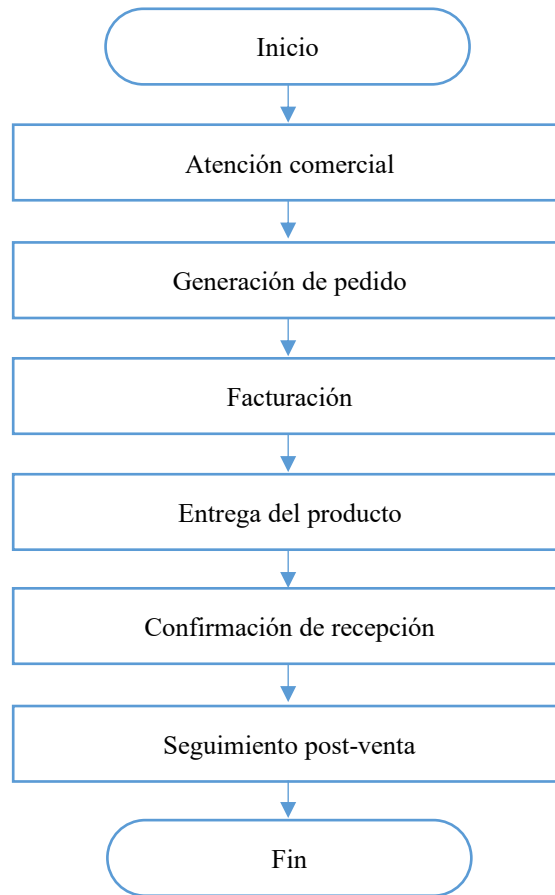 Inicio
Atención comercial
Generación de pedido
Facturación
Entrega del producto
Confirmación de recepción
Seguimiento post-venta
Fin